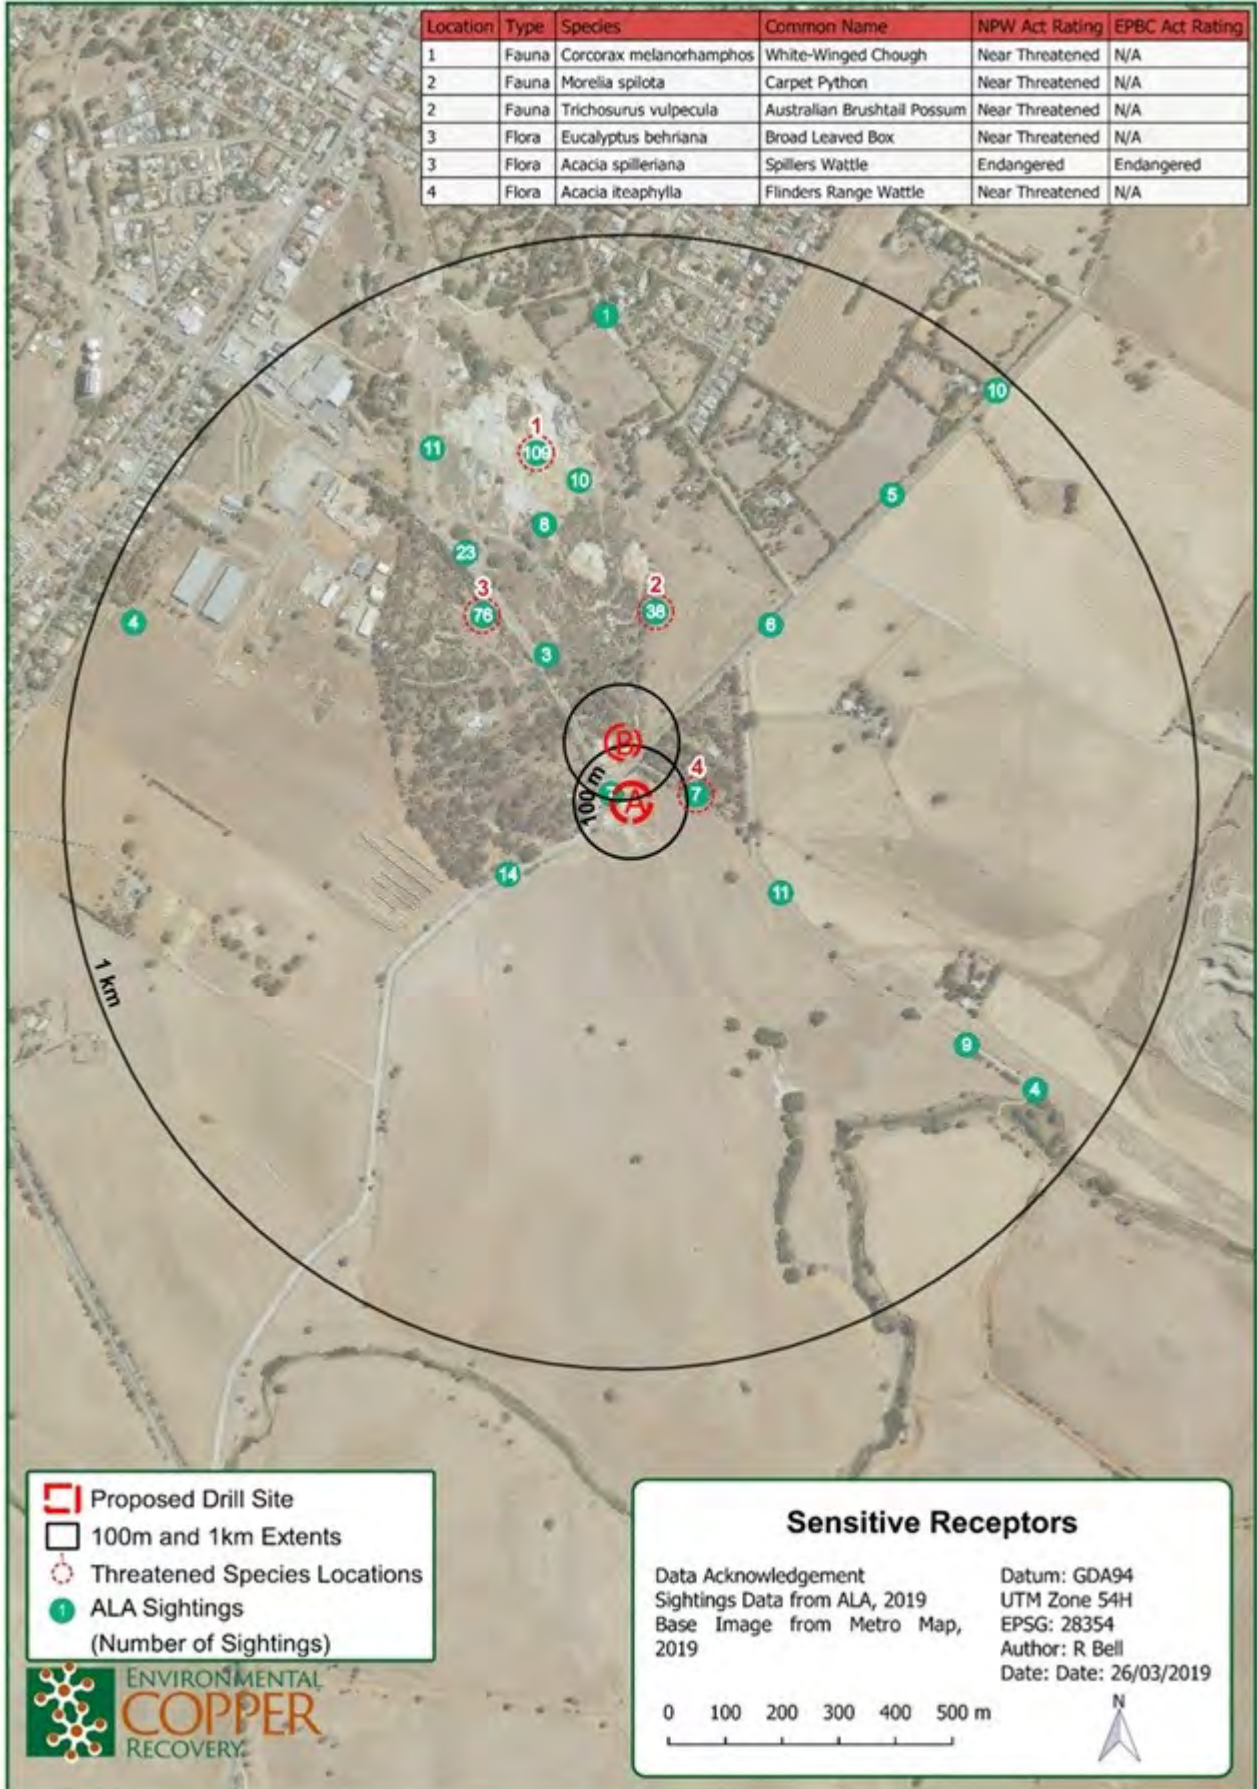 Location Type Species Common Name NPW Act Rating EPBC Act Rating
1 Fauna Corcorax melanorhamphos White-Winged Chough Near Threatened N/A
2 Fauna Morelia spilota Carpet Python Near Threatened N/A
2 Fauna Trichosurus vulpecula Australian Brushtail Possum Near Threatened N/A
3 Flora Eucalyptus behriana Broad Leaved Box Near Threatened N/A
3 Flora Acacia spilleriana Spillers Wattle Endangered Endangered
4 Flora Acacia iteaphylla Flinders Range Wattle Near Threatened N/A
1
10
1
11
109
10
5
8
23
3
2
76
38
4
6
3
B
4
100 m
A
7
14
11
1 km
9
4
Proposed Drill Site
100m and 1km Extents
Threatened Species Locations
1 ALA Sightings
(Number of Sightings)
ENVIRONMENTAL
COPPER
RECOVERY
Sensitive Receptors
Data Acknowledgement
Sightings Data from ALA, 2019
Base Image from Metro Map,
2019
Datum: GDA94
UTM Zone 54H
EPSG: 28354
Author: R Bell
Date: Date: 26/03/2019
0 100 200 300 400 500 m
N